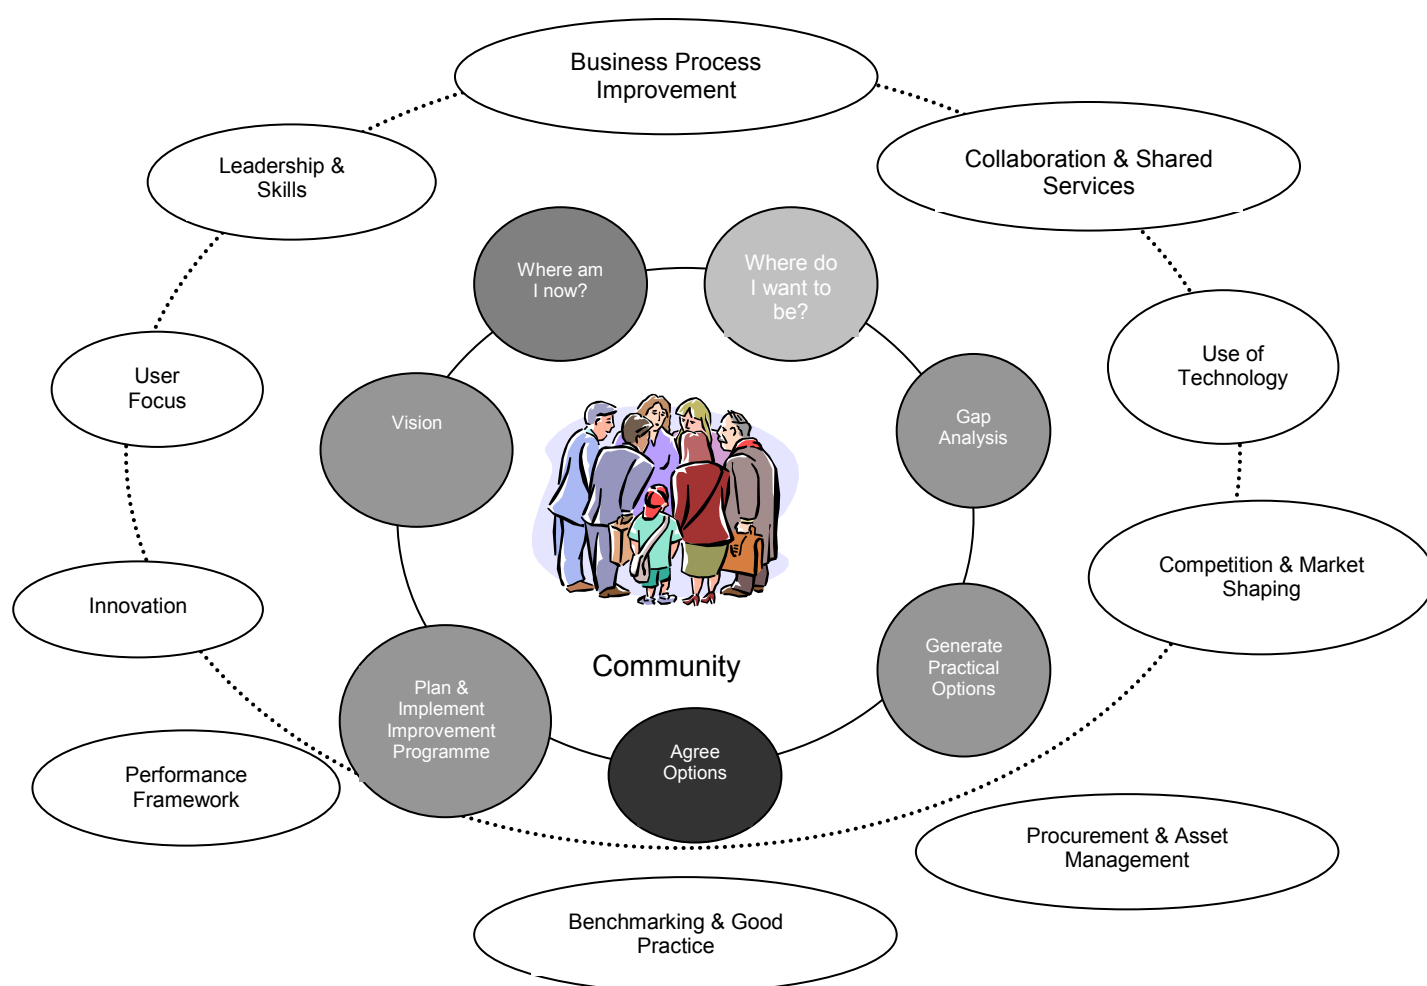 Business Process
Improvement
Leadership &
Skills
Collaboration & Shared
Services
Where am
I now?
Where do
I want to
be?
User
Focus
Use of
Technology
Vision
Gap
Analysis
Innovation
Competition & Market
Shaping
Community
Generate
Practical
Options
Plan &
Implement
Improvement
Programme
Agree
Options
Performance
Framework
Procurement & Asset
Management
Benchmarking & Good
Practice